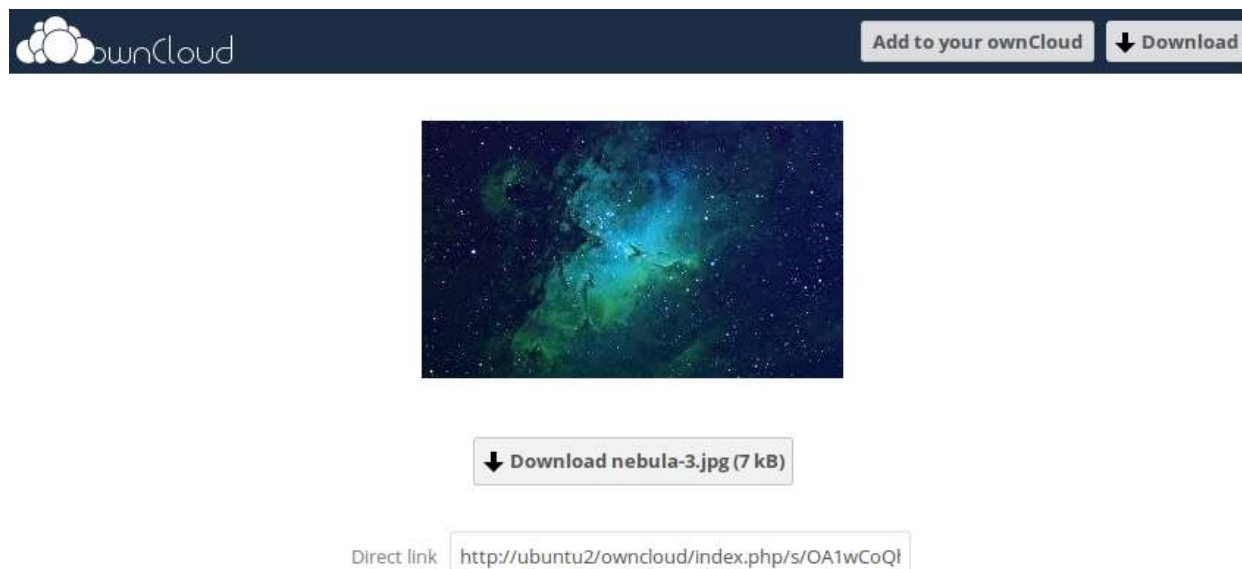 ownCloud
Add to your ownCloud
Download
Download nebula-3.jpg (7 kB)
Direct link
http://ubuntu2/owncloud/index.php/s/OA1wCoQ